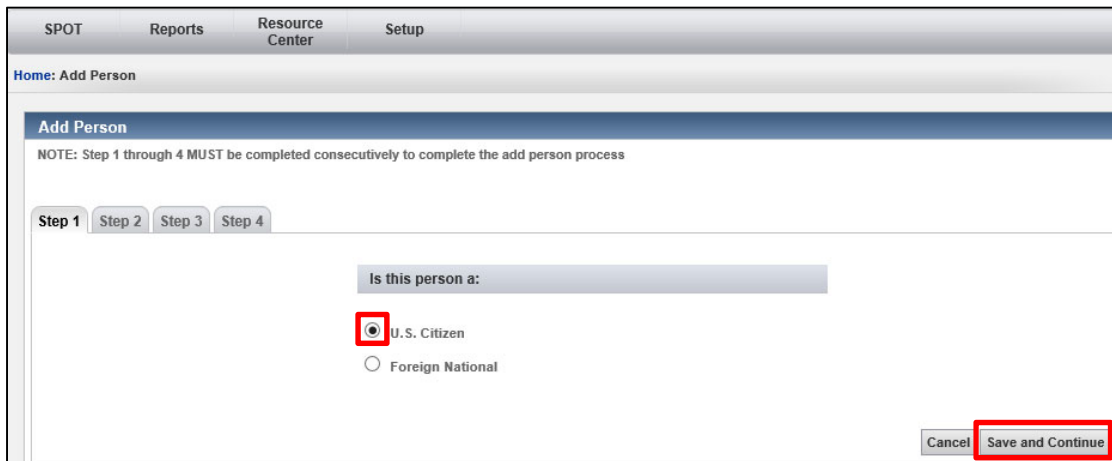 SPOT Reports Resource Center Setup
Home: Add Person
Add Person
NOTE: Step 1 through 4 MUST be completed consecutively to complete the add person process
Step 1 Step 2 Step 3 Step 4
Is this person a:
U.S. Citizen
Foreign National
Cancel Save and Continue